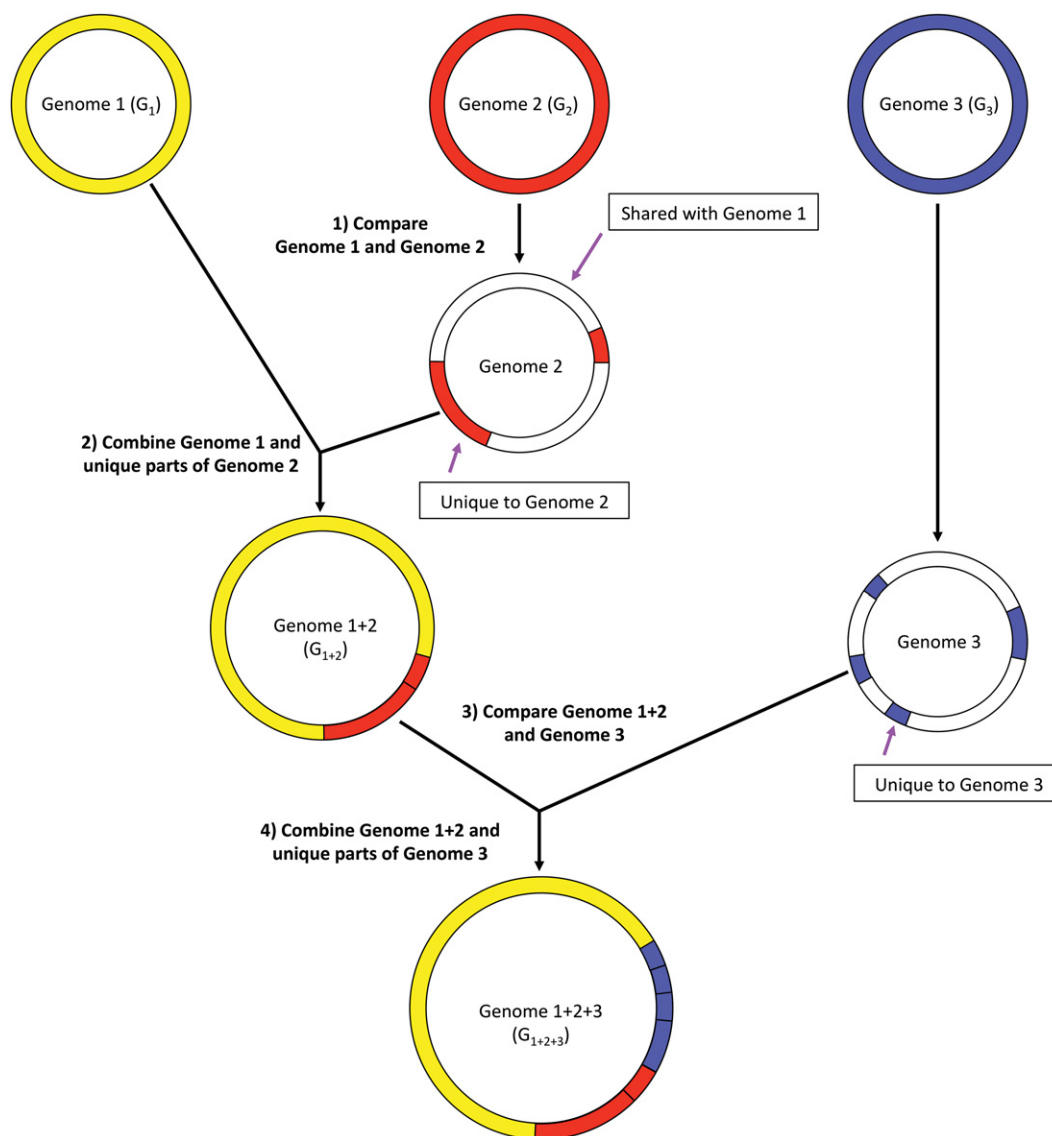 Genome 1 (G1)
Genome 2 (G2)
Genome 3 (G3)
1) Compare
Genome 1 and Genome 2
Shared with Genome 1
Genome 2
2) Combine Genome 1 and
unique parts of Genome 2
Unique to Genome 2
Genome 1+2
(G1+2)
Genome 3
3) Compare Genome 1+2
and Genome 3
Unique to Genome 3
4) Combine Genome 1+2 and
unique parts of Genome 3
Genome 1+2+3
(G1+2+3)